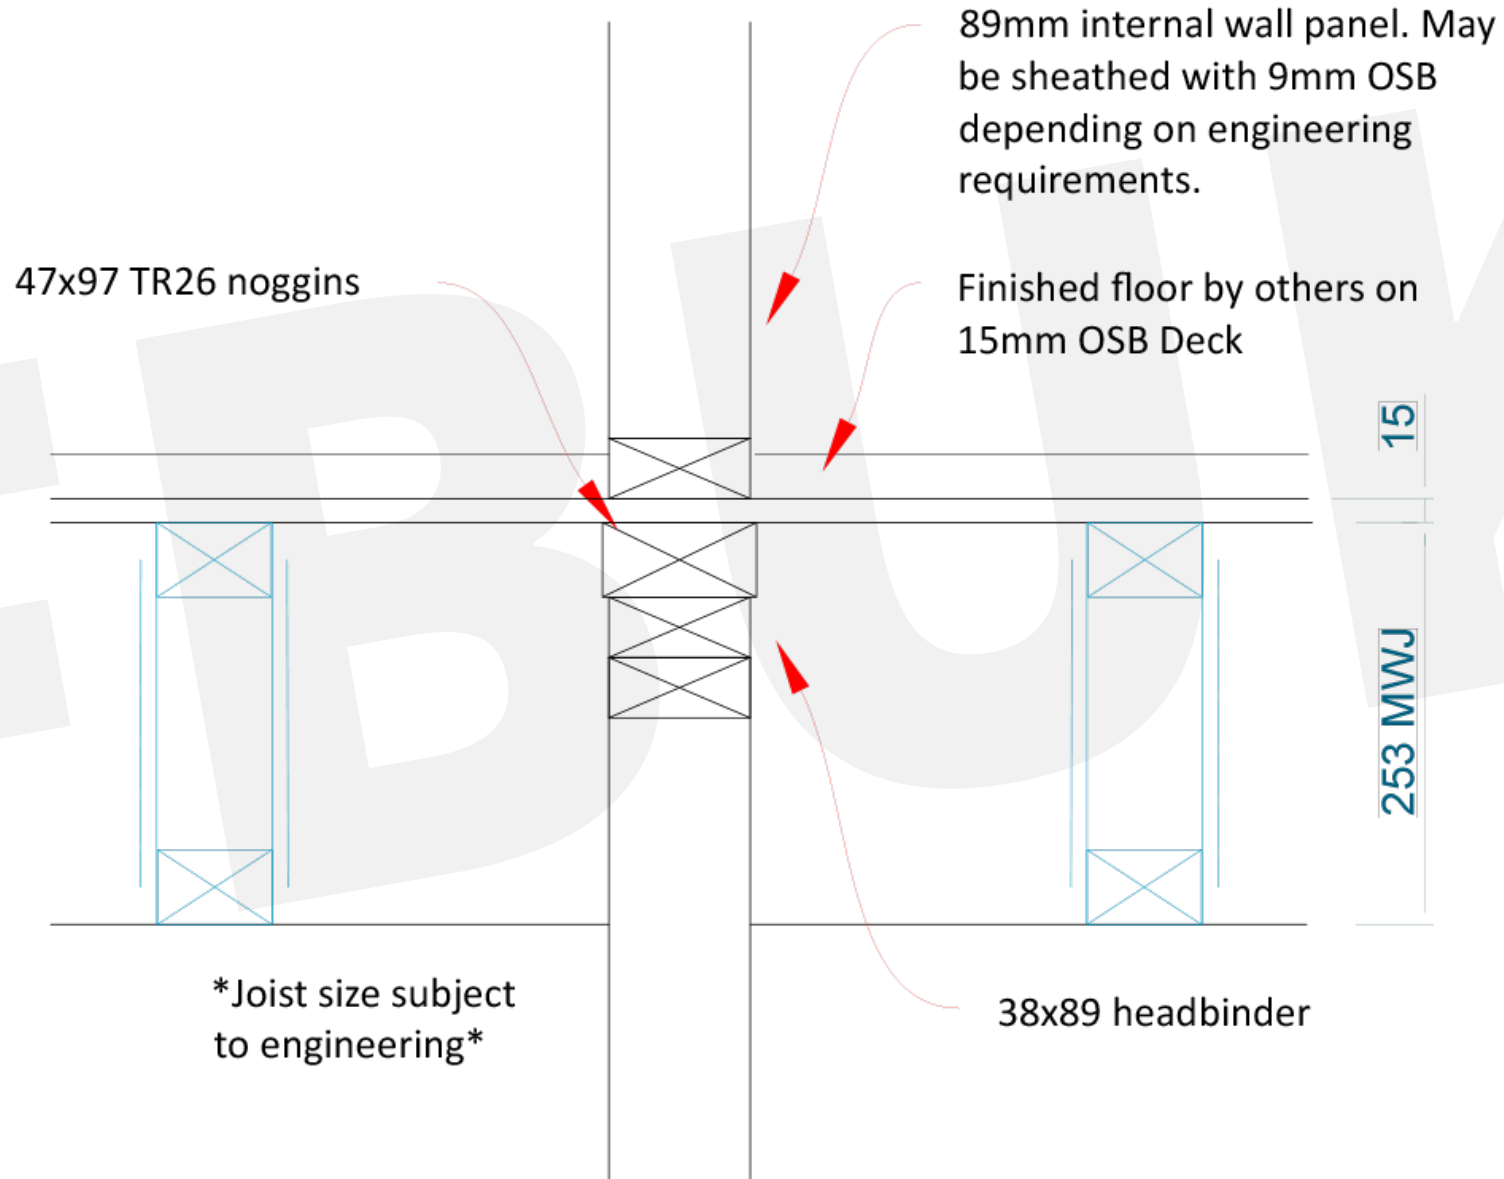 89mm internal wall panel. May
be sheathed with 9mm OSB
depending on engineering
requirements.
47x97 TR26 noggins
Finished floor by others on
15mm OSB Deck
15
253 MWJ
*Joist size subject
to engineering*
38x89 headbinder